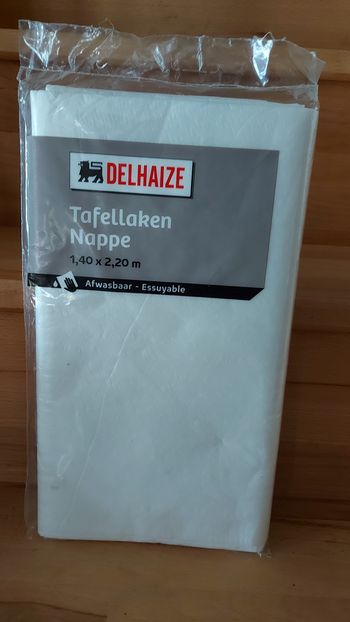 DELHAIZE
Tafellaken
Nappe
1,40 x 2,20 m
Afwasbaar - Essuyable